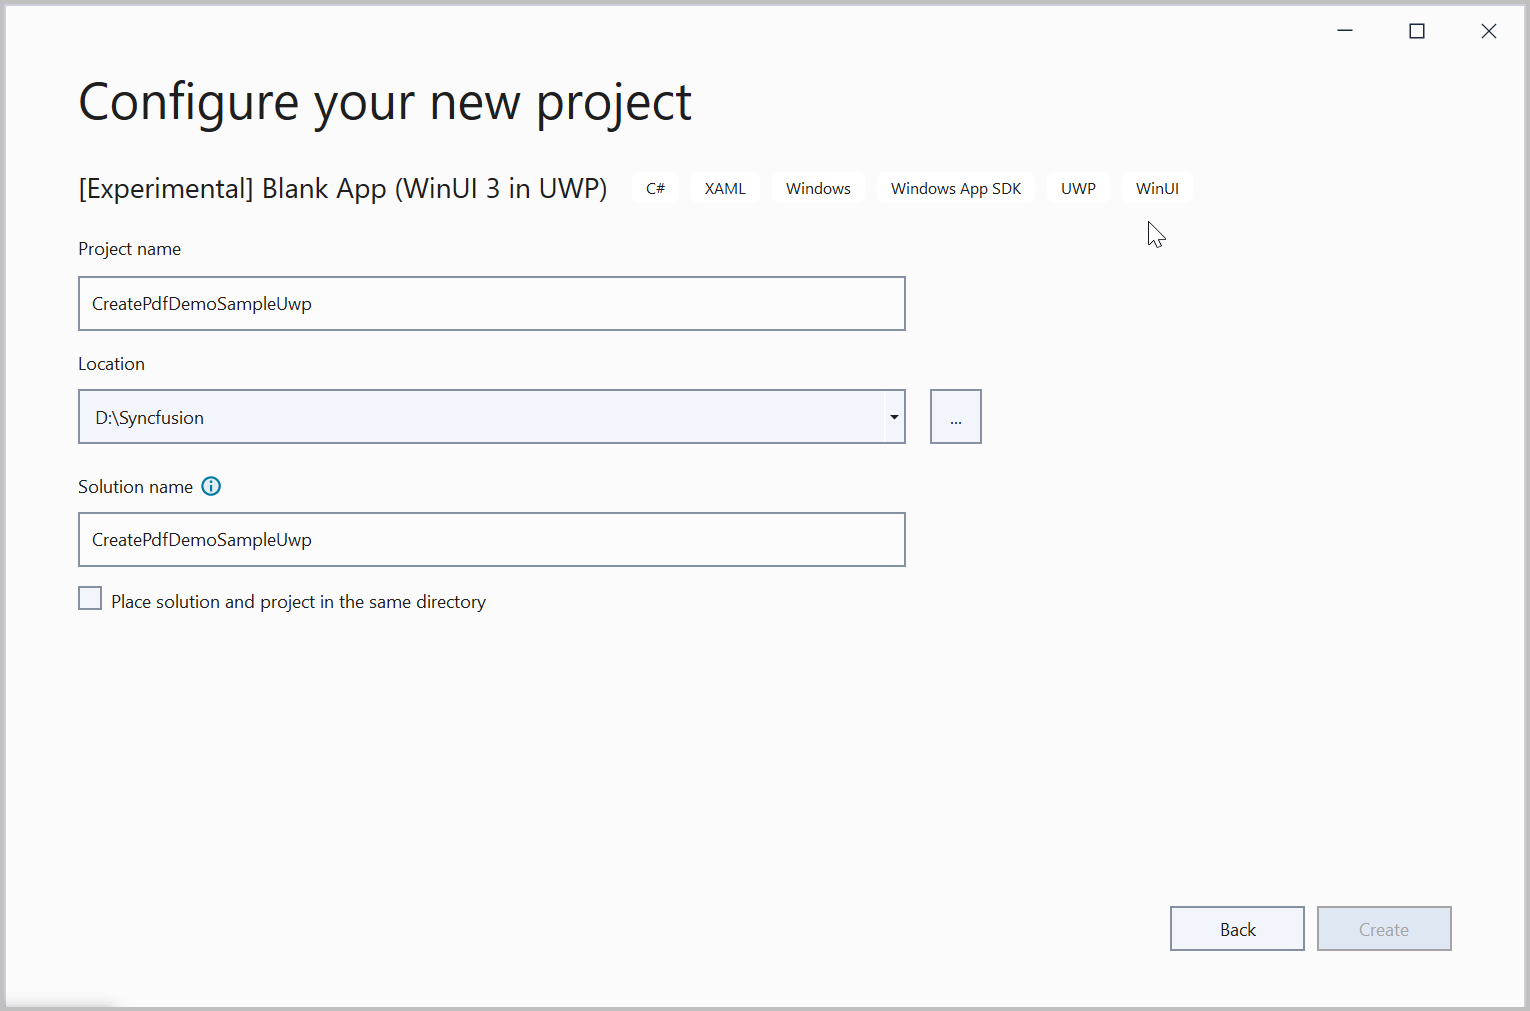 Configure your new project
[Experimental] Blank App (WinUI 3 in UWP) C# XAML Windows Windows App SDK UWP WinUI
Project name
CreatePdfDemoSampleUwp
Location
D:\Syncfusion
...
Solution name
CreatePdfDemoSampleUwp
Place solution and project in the same directory
Back Create